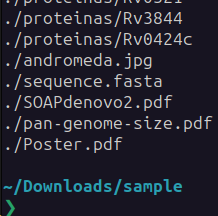 ./proteinas/Rv3844
./proteinas/Rv0424c
./andromeda.jpg
./sequence.fasta
./SOAPdenovo2.pdf
./pan-genome-size.pdf
./Poster.pdf
~/Downloads/sample
❯